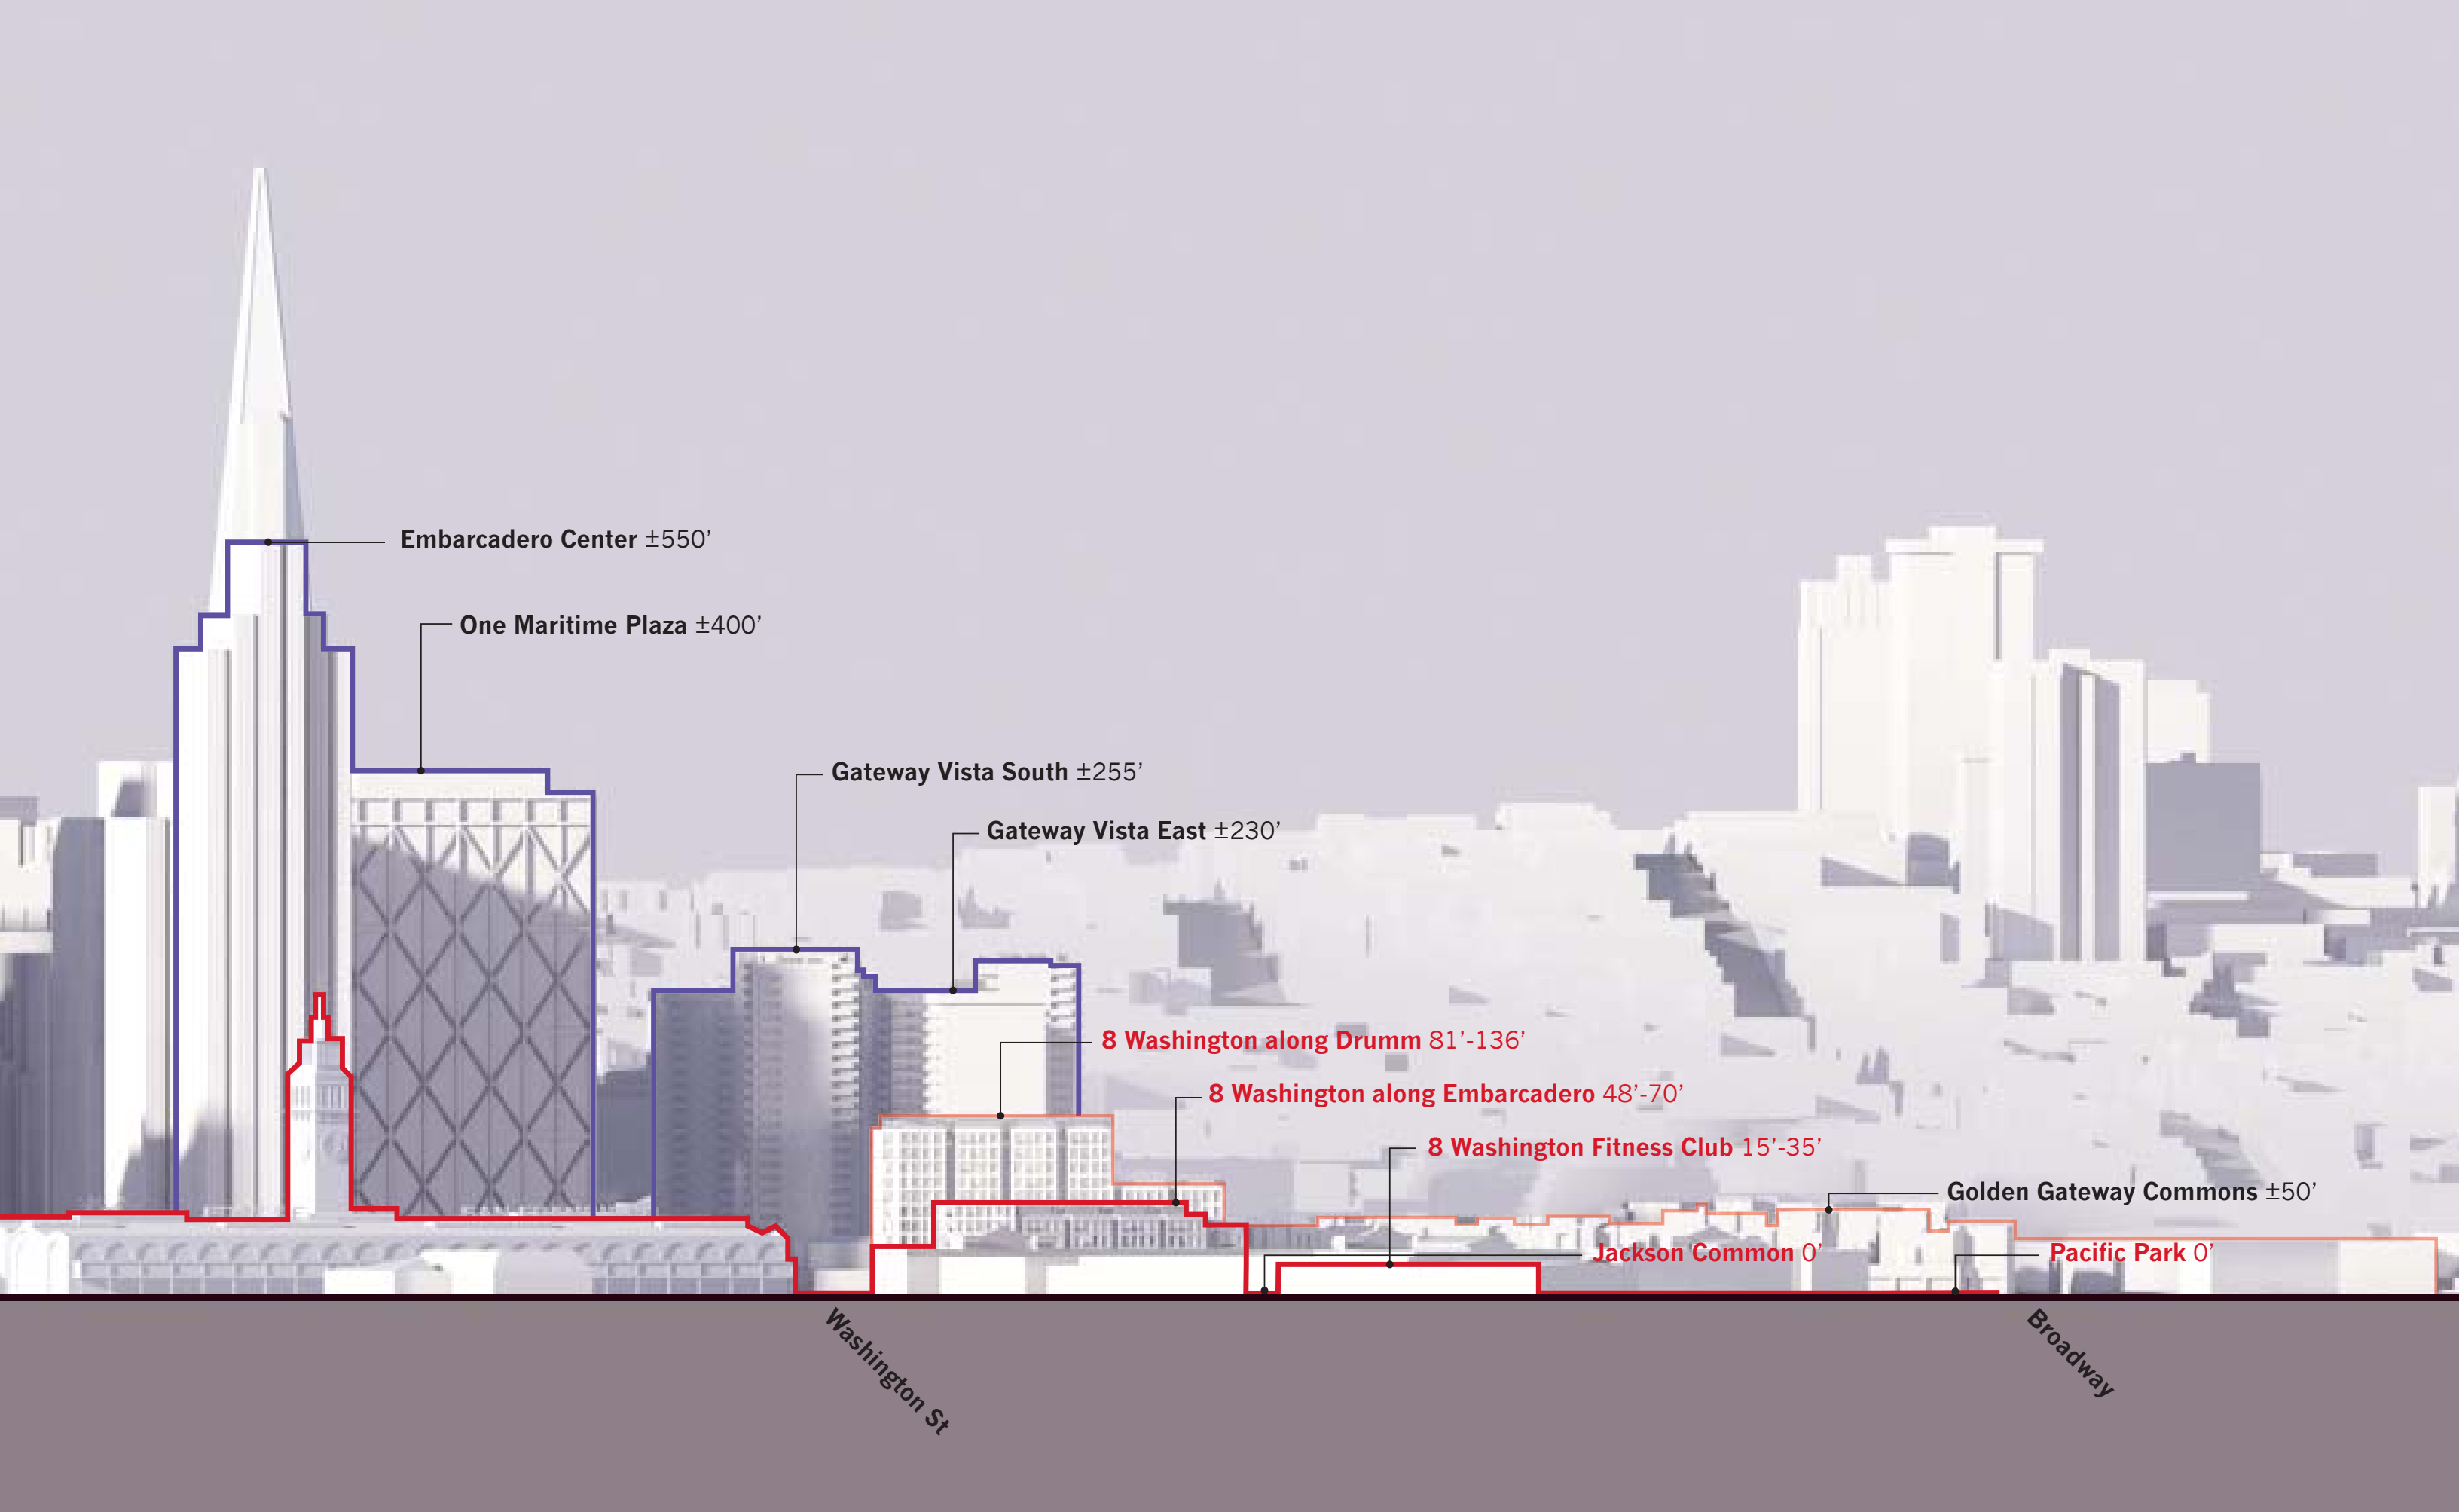 Embarcadero Center ±550’
One Maritime Plaza ±400’
Gateway Vista South ±255’
Gateway Vista East ±230’
8 Washington along Drumm 81’-136’
8 Washington along Embarcadero 48’-70’
8 Washington Fitness Club 15’-35’
Golden Gateway Commons ±50’
Jackson Common 0’
Pacific Park 0’
Washington St
Broadway